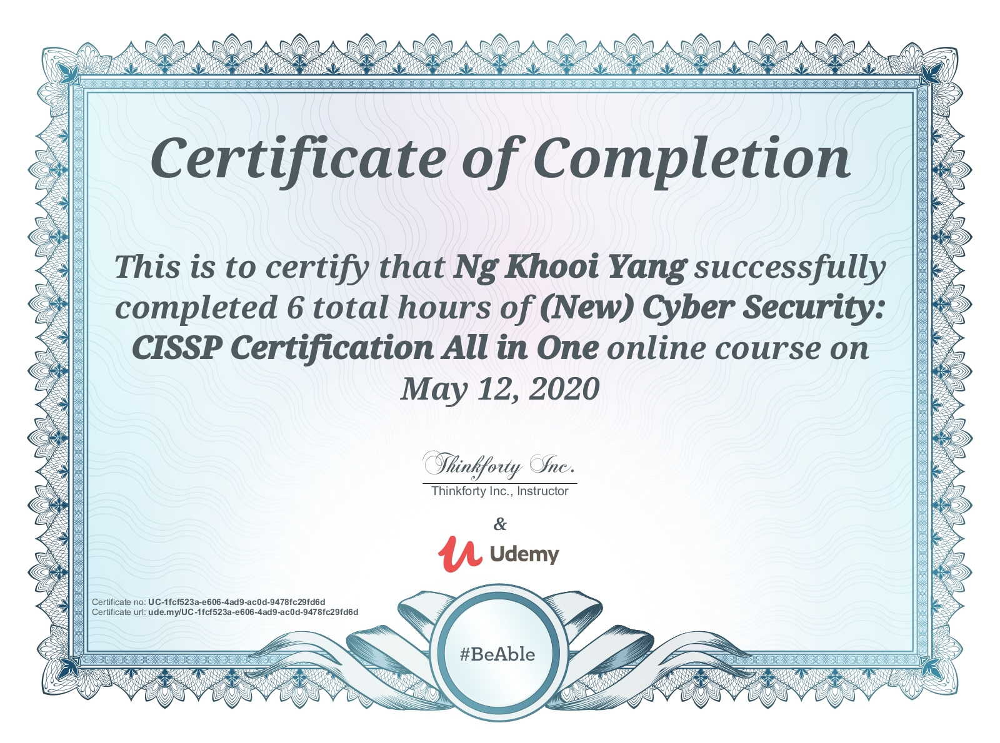 Certificate of Completion
This is to certify that Ng Khooi Yang successfully
completed 6 total hours of (New) Cyber Security:
CISSP Certification All in One online course on
May 12, 2020
Thinkforty Inc.
Thinkforty Inc., Instructor
&
Udemy
Certificate no: UC-1fcf523a-e606-4ad9-ac0d-9478fc29fd6d
Certificate url: ude.my/UC-1fcf523a-e606-4ad9-ac0d-9478fc29fd6d
#BeAble